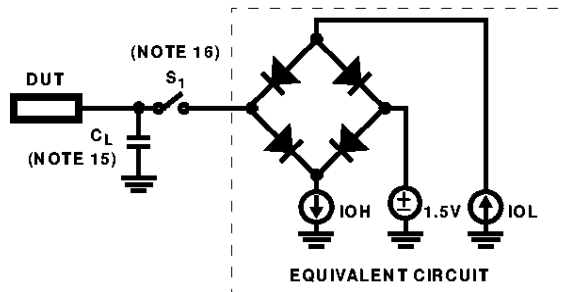 (NOTE 16)
DUT
S1
CL
(NOTE 15)
IOH
+
−
1.5V
IOL
EQUIVALENT CIRCUIT